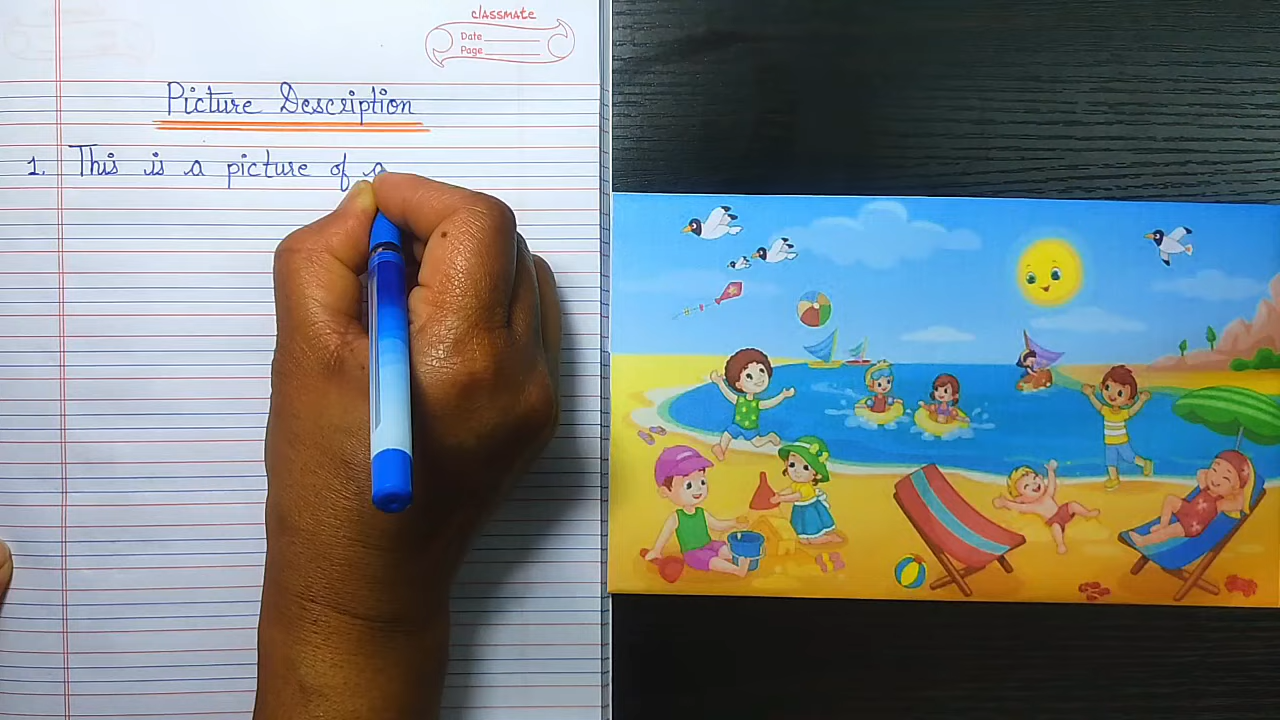 classmate
Date
Page
Picture Description
1. This is a picture of a